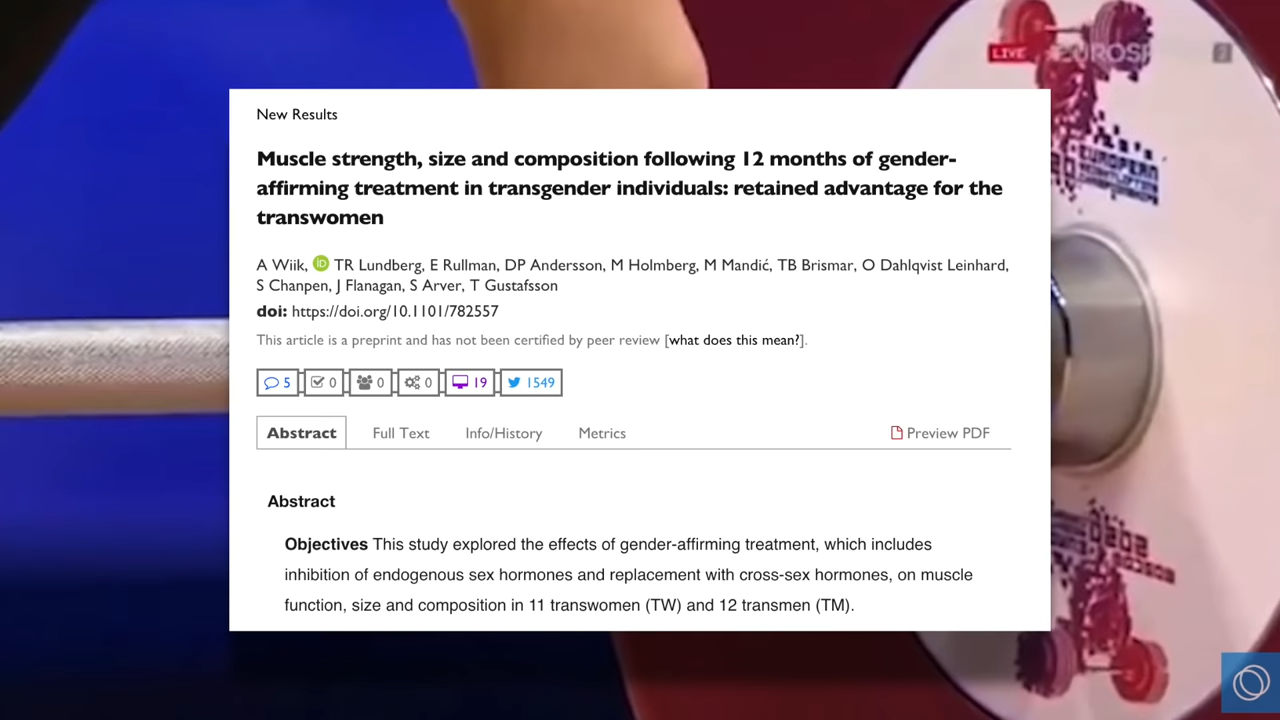 LIVE
2
New Results
Muscle strength, size and composition following 12 months of gender-
affirming treatment in transgender individuals: retained advantage for the
transwomen
A Wiik, iD TR Lundberg, E Rullman, DP Andersson, M Holmberg, M Mandić, TB Brismar, O Dahlqvist Leinhard,
S Chanpen, J Flanagan, S Arver, T Gustafsson
doi: https://doi.org/10.1101/782557
This article is a preprint and has not been certified by peer review [what does this mean?].
5 0 0 0 19 1549
Abstract Full Text Info/History Metrics Preview PDF
Abstract
Objectives This study explored the effects of gender-affirming treatment, which includes
inhibition of endogenous sex hormones and replacement with cross-sex hormones, on muscle
function, size and composition in 11 transwomen (TW) and 12 transmen (TM).
EUROPEAN